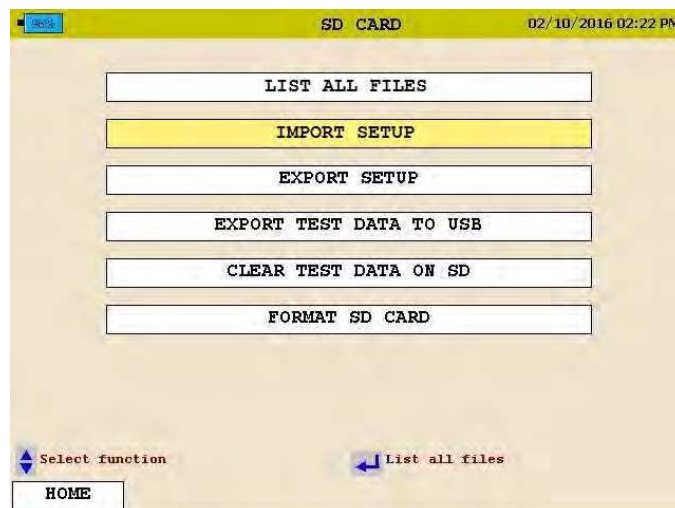 96%
SD CARD
02/10/2016 02:22 PM
LIST ALL FILES
IMPORT SETUP
EXPORT SETUP
EXPORT TEST DATA TO USB
CLEAR TEST DATA ON SD
FORMAT SD CARD
Select function
List all files
HOME